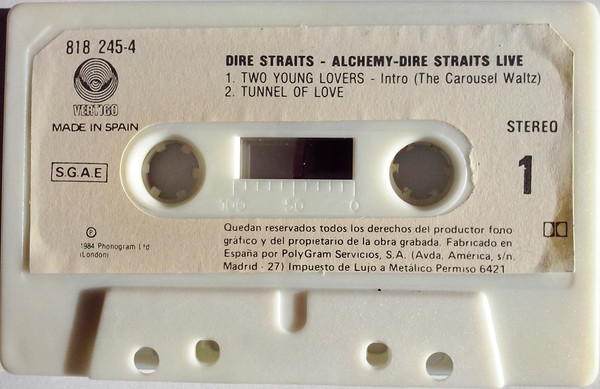 818 245-4
DIRE STRAITS - ALCHEMY-DIRE STRAITS LIVE
1. TWO YOUNG LOVERS - Intro (The Carousel Waltz)
2. TUNNEL OF LOVE
VERTIGO
MADE IN SPAIN
STEREO
S.G.A.E
1
100 50 0
Ⓟ
1984 Phonogram Ltd
(London)
Quedan reservados todos los derechos del productor fono
gráfico y del propietario de la obra grabada. Fabricado en
España por PolyGram Servicios, S.A. (Avda. América, s/n.
Madrid - 27) Impuesto de Lujo a Metálico Permiso 6421